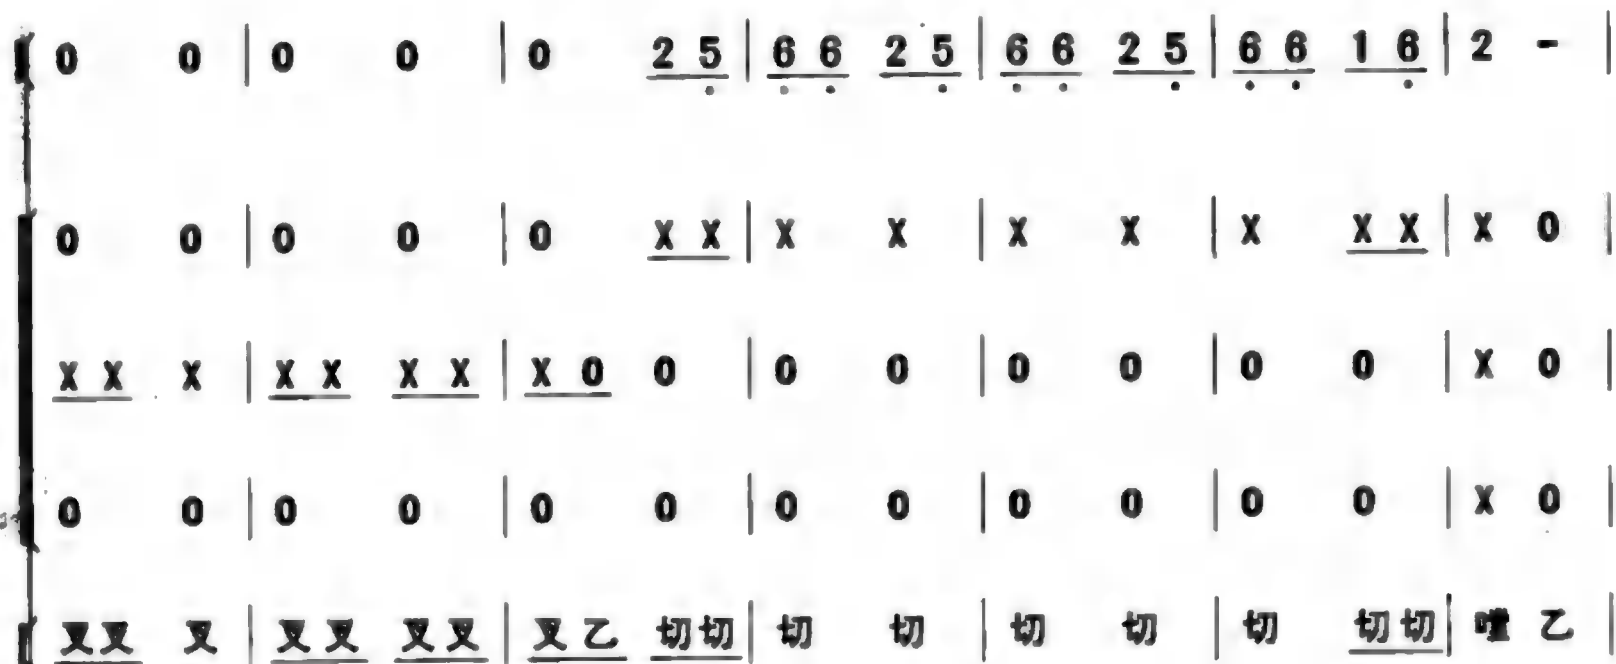 0 0 | 0 0 | 0 2 5̣ | 6̣ 6̣ 2 5̣ | 6̣ 6̣ 2 5̣ | 6̣ 6̣ 1 6̣ | 2 - |
0 0 | 0 0 | 0 X X | X X | X X | X X X | X 0 |
X X X | X X X X | X 0 0 | 0 0 | 0 0 | 0 0 | X 0 |
0 0 | 0 0 | 0 0 | 0 0 | 0 0 | 0 0 | X 0 |
叉叉 叉 | 叉叉 叉叉 | 叉乙 切切 | 切 切 | 切 切 | 切 切切 | 乙 |